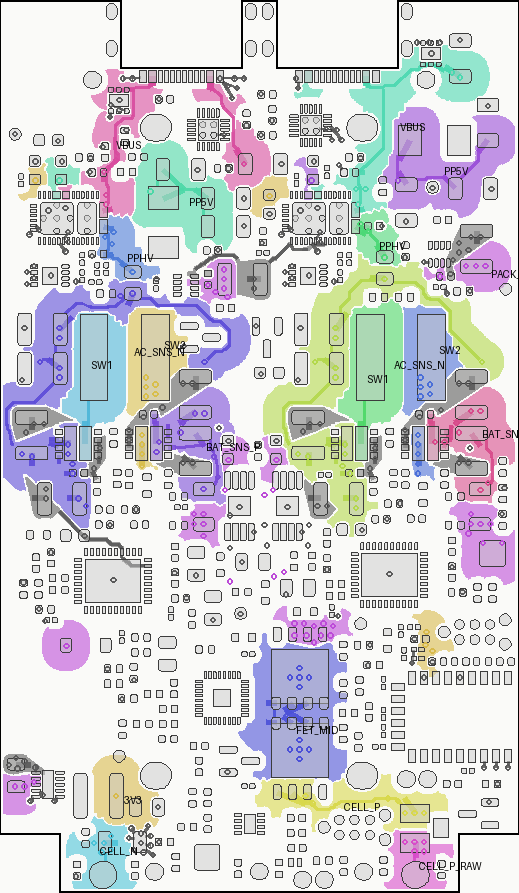 VBUS
VBUS
PP5V
PP5V
PPHV
PPHV
PACK
SW2
AC_SNS_N
SW2
AC_SNS_N
SW1
SW1
BAT_SNS_P
BAT_SN
FET_MID
3V3
CELL_P
CELL_N
CELL_P_RAW